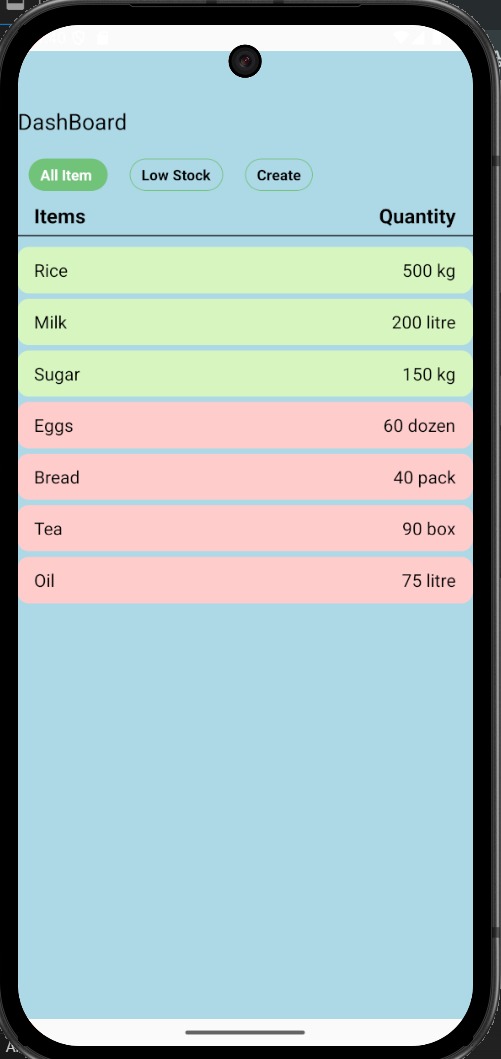 DashBoard
All Item Low Stock Create
Items Quantity
Rice 500 kg
Milk 200 litre
Sugar 150 kg
Eggs 60 dozen
Bread 40 pack
Tea 90 box
Oil 75 litre